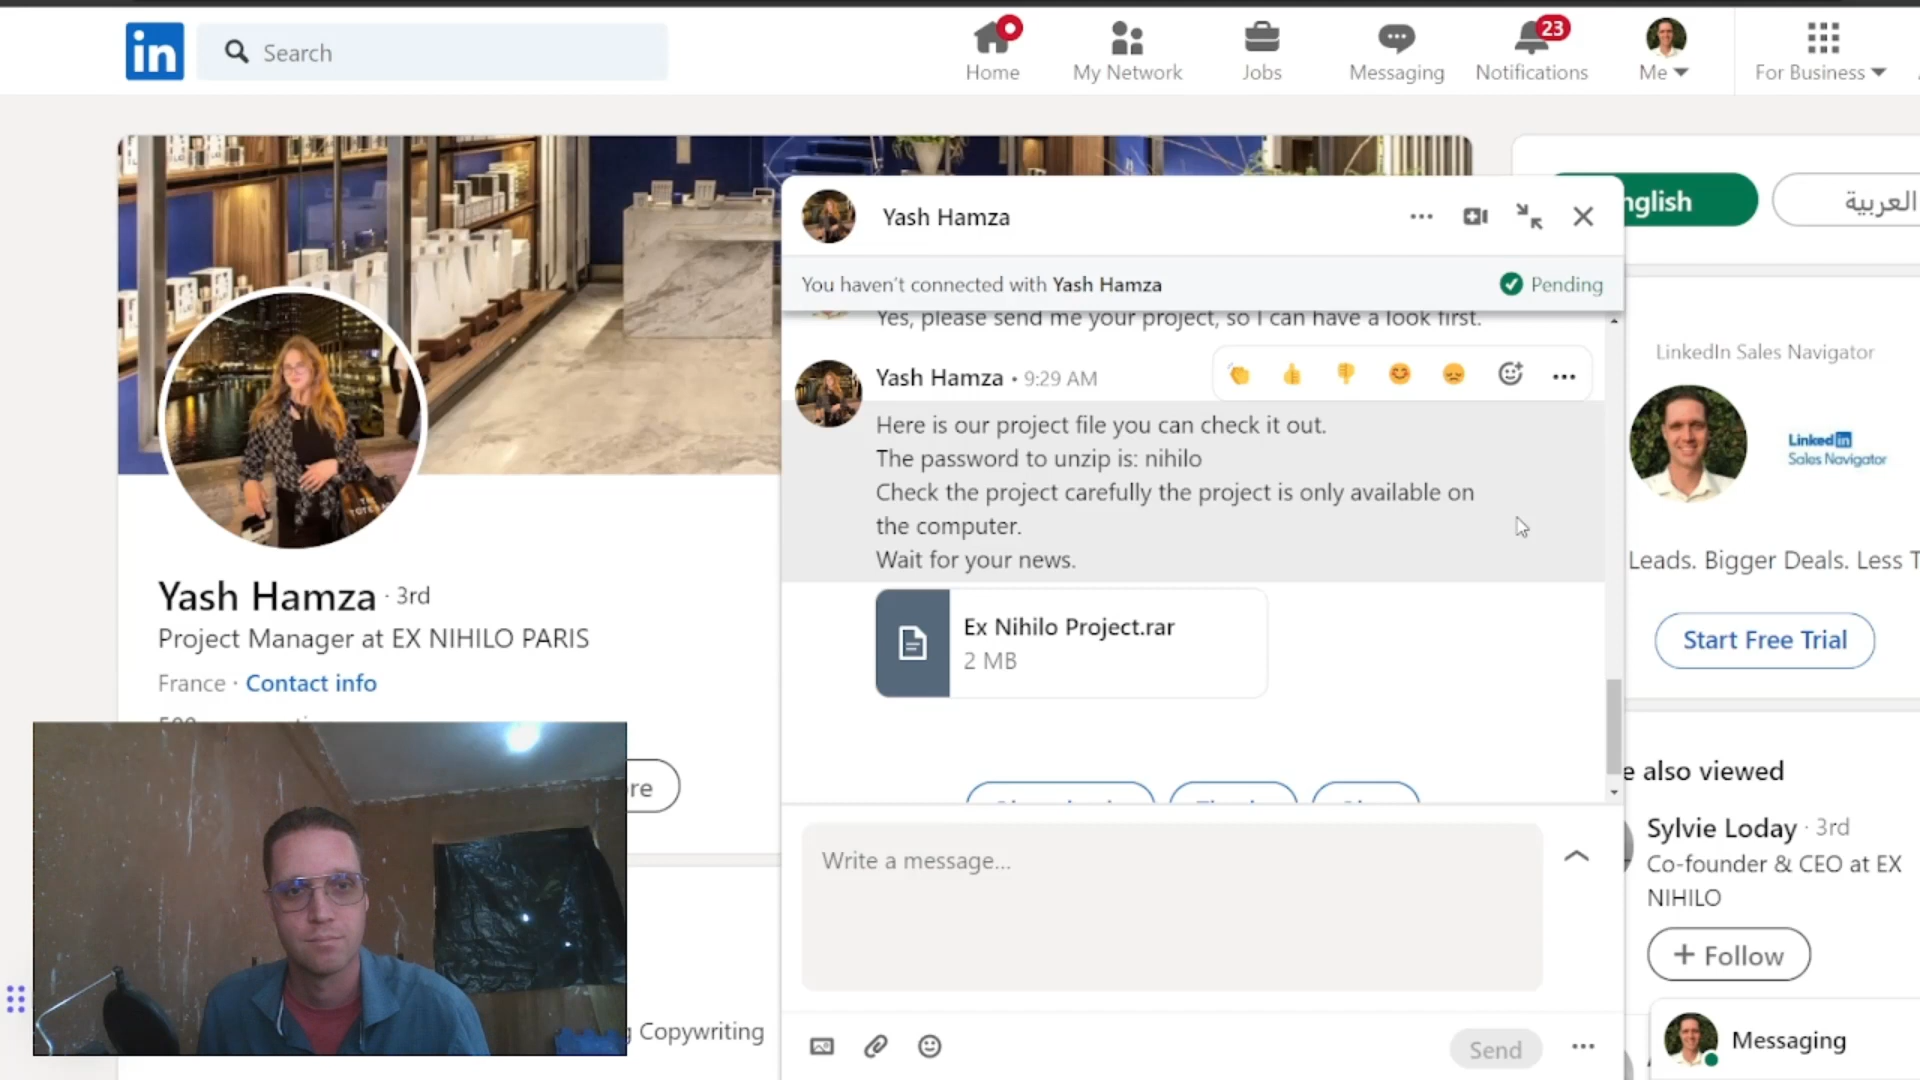 in
Search
Home
My Network
Jobs
Messaging
23
Notifications
Me
For Business
Yash Hamza
You haven't connected with Yash Hamza
Pending
Yes, please send me your project, so I can have a look first.
Yash Hamza • 9:29 AM
Here is our project file you can check it out.
The password to unzip is: nihilo
Check the project carefully the project is only available on
the computer.
Wait for your news.
Ex Nihilo Project.rar
2 MB
Write a message...
Send
Yash Hamza · 3rd
Project Manager at EX NIHILO PARIS
France · Contact info
re
Copywriting
nglish
العربية
LinkedIn Sales Navigator
Linked in
Sales Navigator
Leads. Bigger Deals. Less T
Start Free Trial
e also viewed
Sylvie Loday · 3rd
Co-founder & CEO at EX
NIHILO
+ Follow
Messaging